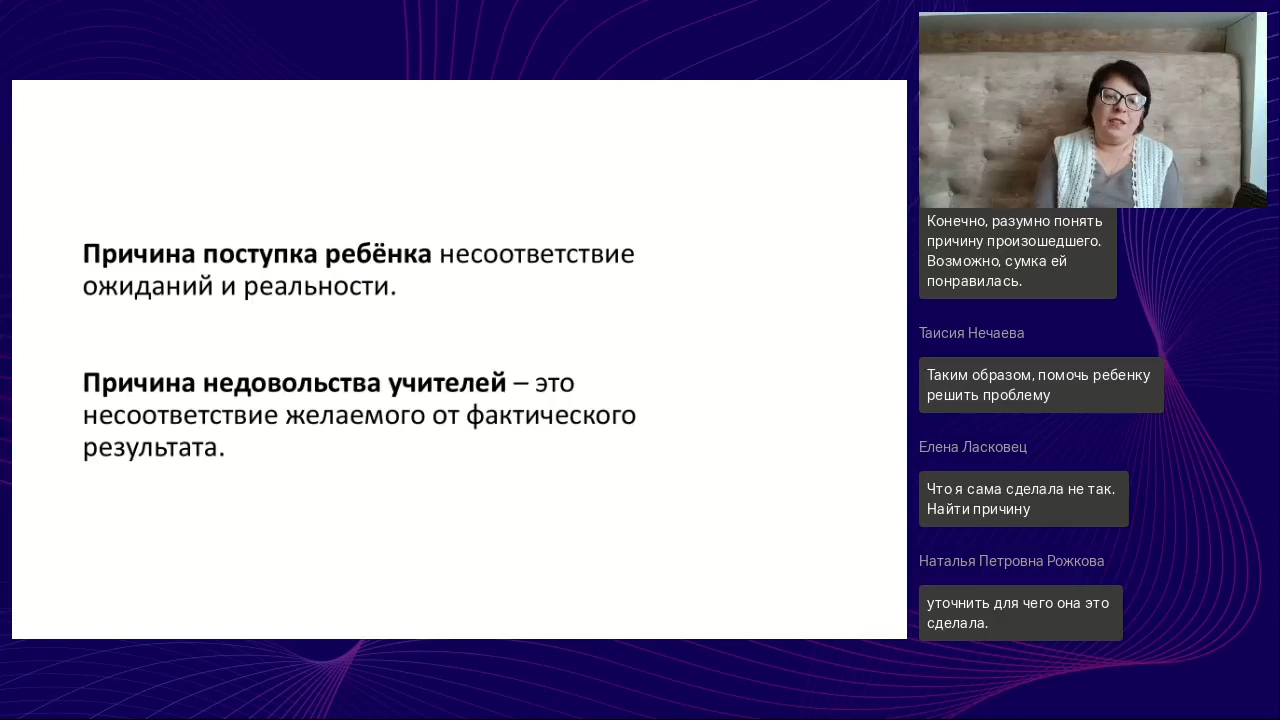 Причина поступка ребёнка несоответствие
ожиданий и реальности.
Причина недовольства учителей – это
несоответствие желаемого от фактического
результата.
Конечно, разумно понять
причину произошедшего.
Возможно, сумка ей
понравилась.
Таисия Нечаева
Таким образом, помочь ребенку
решить проблему
Елена Ласковец
Что я сама сделала не так.
Найти причину
Наталья Петровна Рожкова
уточнить для чего она это
сделала.